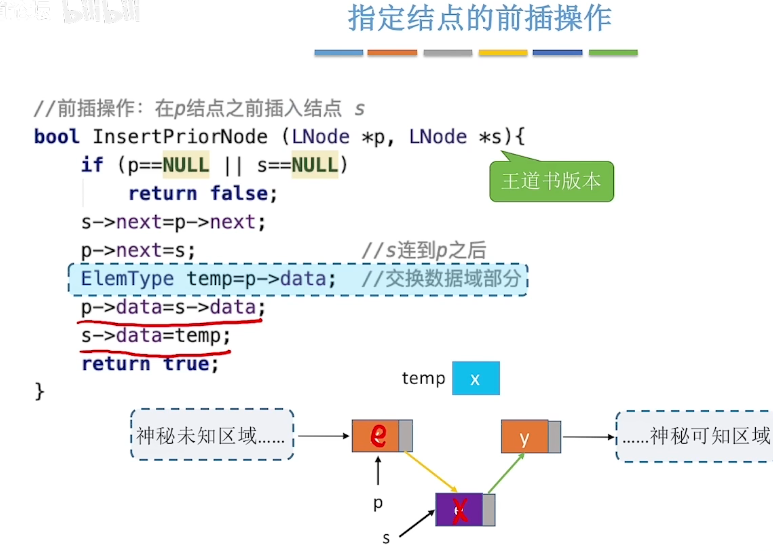 bilibili
指定结点的前插操作
//前插操作：在p结点之前插入结点 s
bool InsertPriorNode (LNode *p, LNode *s){
if (p==NULL || s==NULL)
return false;
王道书版本
s->next=p->next;
p->next=s; //s连到p之后
ElemType temp=p->data; //交换数据域部分
p->data=s->data;
s->data=temp;
return true;
}
temp x
神秘未知区域…… e y ……神秘可知区域
p
X
s